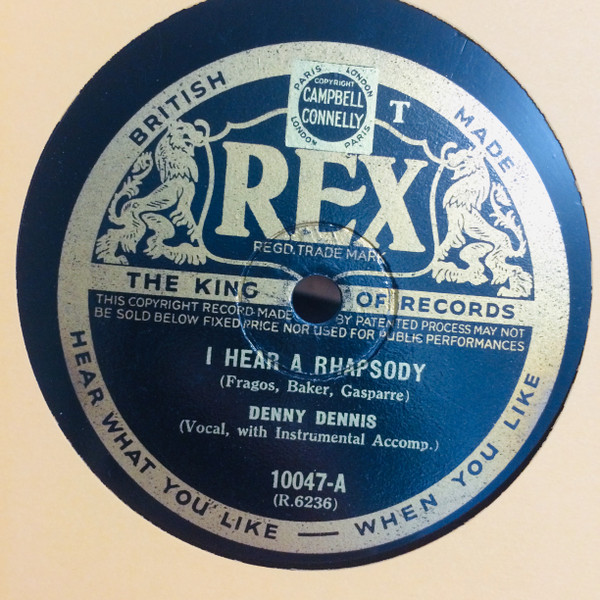 BRITISH MADE
PARIS LONDON
COPYRIGHT
CAMPBELL
CONNELLY
LONDON PARIS
T
REX
REGD. TRADE MARK
THE KING OF RECORDS
THIS COPYRIGHT RECORD MADE BY PATENTED PROCESS MAY NOT
BE SOLD BELOW FIXED PRICE NOR USED FOR PUBLIC PERFORMANCES
I HEAR A RHAPSODY
(Fragos, Baker, Gasparre)
DENNY DENNIS
(Vocal, with Instrumental Accomp.)
10047-A
(R.6236)
HEAR WHAT YOU LIKE — WHEN YOU LIKE